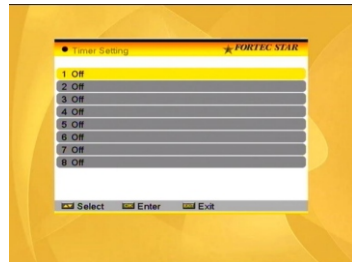 Timer Setting
FORTEC STAR
1 Off
2 Off
3 Off
4 Off
5 Off
6 Off
7 Off
8 Off
Select Enter Exit